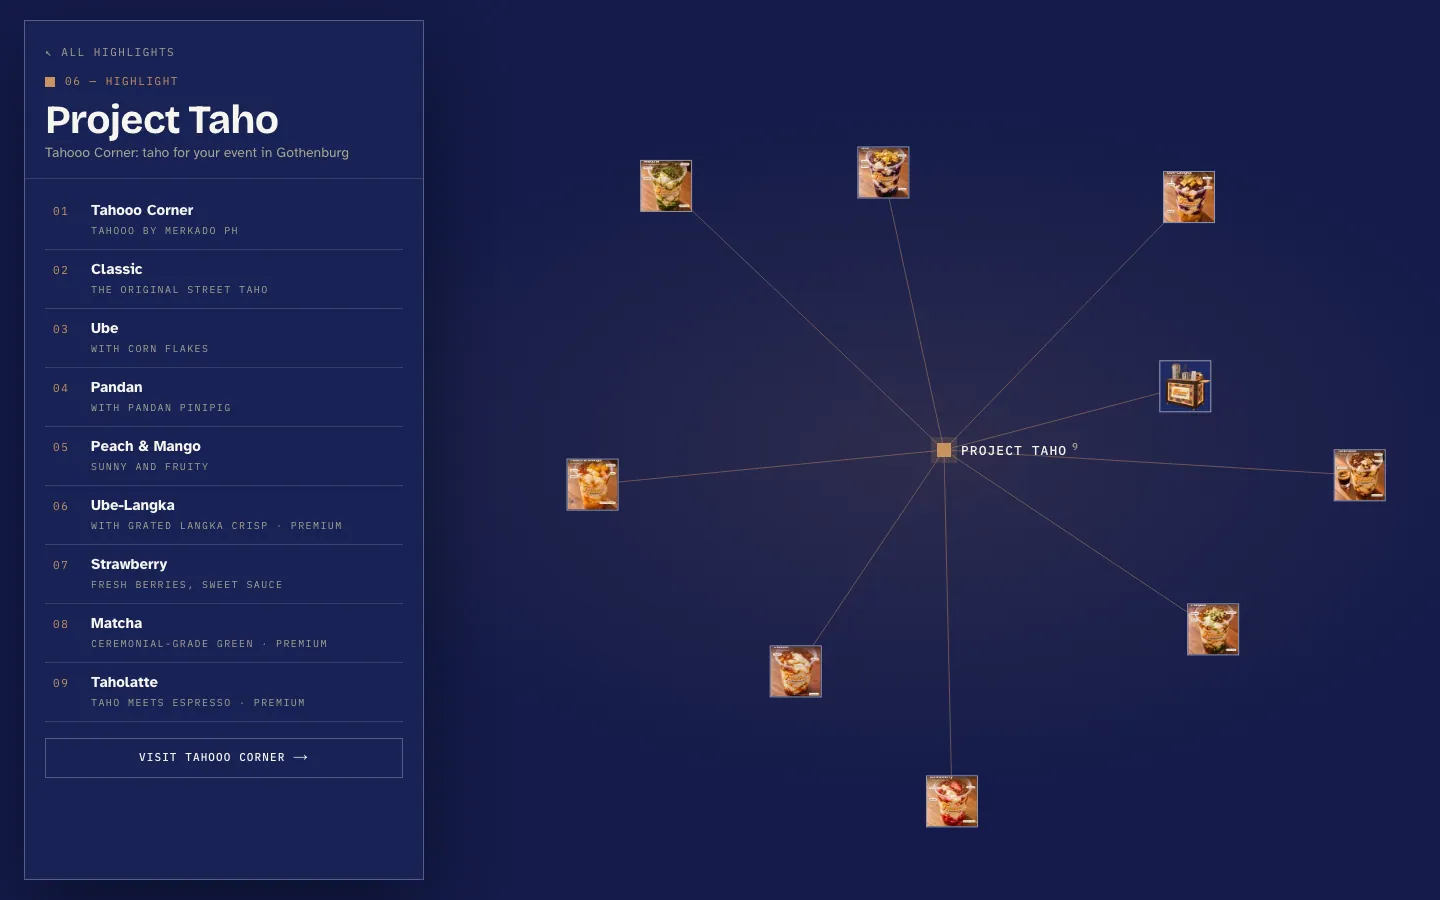 ↖ ALL HIGHLIGHTS
06 — HIGHLIGHT
Project Taho
Tahooo Corner: taho for your event in Gothenburg
01 Tahooo Corner
TAHOOO BY MERKADO PH
02 Classic
THE ORIGINAL STREET TAHO
03 Ube
WITH CORN FLAKES
04 Pandan
WITH PANDAN PINIPIG
05 Peach & Mango
SUNNY AND FRUITY
06 Ube-Langka
WITH GRATED LANGKA CRISP · PREMIUM
07 Strawberry
FRESH BERRIES, SWEET SAUCE
08 Matcha
CEREMONIAL-GRADE GREEN · PREMIUM
09 Taholatte
TAHO MEETS ESPRESSO · PREMIUM
VISIT TAHOOO CORNER →
PROJECT TAHO 9